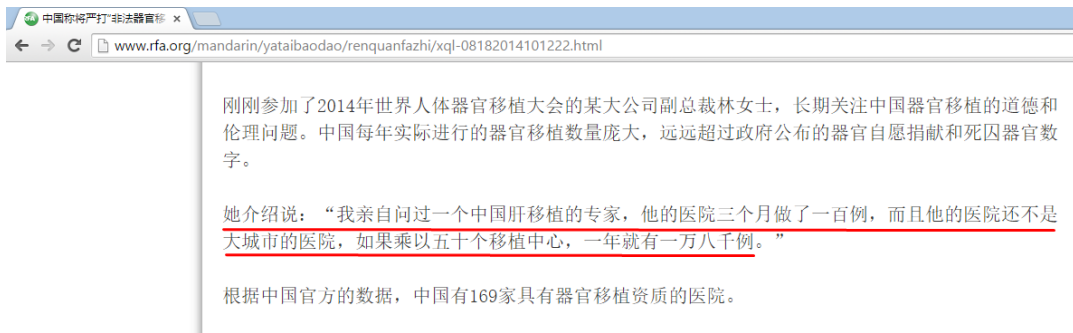 中国称将严打"非法器官移
www.rfa.org/mandarin/yataibaodao/renquanfazhi/xql-08182014101222.html
刚刚参加了2014年世界人体器官移植大会的某大公司副总裁林女士，长期关注中国器官移植的道德和
伦理问题。中国每年实际进行的器官移植数量庞大，远远超过政府公布的器官自愿捐献和死囚器官数
字。
她介绍说：“我亲自问过一个中国肝移植的专家，他的医院三个月做了一百例，而且他的医院还不是
大城市的医院，如果乘以五十个移植中心，一年就有一万八千例。”
根据中国官方的数据，中国有169家具有器官移植资质的医院。